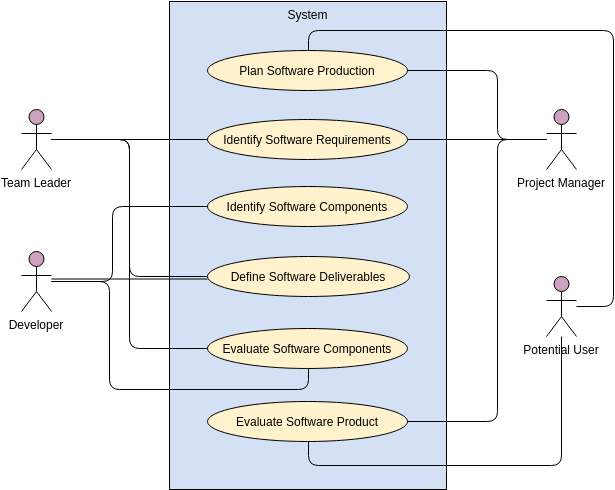 System
Plan Software Production
Identify Software Requirements
Team Leader
Project Manager
Identify Software Components
Define Software Deliverables
Developer
Potential User
Evaluate Software Components
Evaluate Software Product